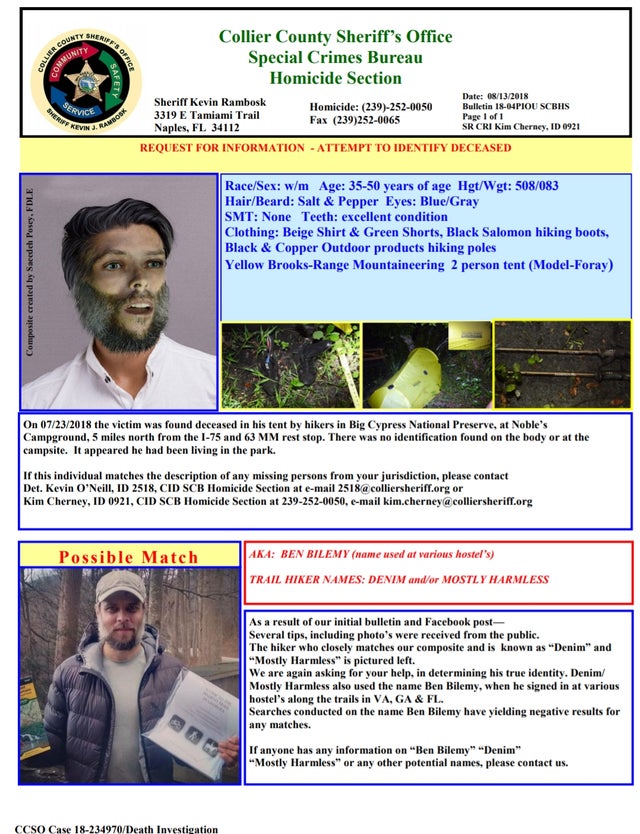 COLLIER COUNTY SHERIFF'S OFFICE
COMMUNITY
SAFETY
SERVICE
SHERIFF KEVIN J. RAMBOSK
Collier County Sheriff's Office
Special Crimes Bureau
Homicide Section
Sheriff Kevin Rambosk
3319 E Tamiami Trail
Naples, FL 34112
Homicide: (239)-252-0050
Fax (239)252-0065
Date: 08/13/2018
Bulletin 18-04PIOU SCBHS
Page 1 of 1
SR CRI Kim Cherney, ID 0921
REQUEST FOR INFORMATION - ATTEMPT TO IDENTIFY DECEASED
Composite created by Saeedeh Posey, FDLE
Race/Sex: w/m Age: 35-50 years of age Hgt/Wgt: 508/083
Hair/Beard: Salt & Pepper Eyes: Blue/Gray
SMT: None Teeth: excellent condition
Clothing: Beige Shirt & Green Shorts, Black Salomon hiking boots,
Black & Copper Outdoor products hiking poles
Yellow Brooks-Range Mountaineering 2 person tent (Model-Foray)
On 07/23/2018 the victim was found deceased in his tent by hikers in Big Cypress National Preserve, at Noble's
Campground, 5 miles north from the I-75 and 63 MM rest stop. There was no identification found on the body or at the
campsite. It appeared he had been living in the park.
If this individual matches the description of any missing persons from your jurisdiction, please contact
Det. Kevin O'Neill, ID 2518, CID SCB Homicide Section at e-mail 2518@colliersheriff.org or
Kim Cherney, ID 0921, CID SCB Homicide Section at 239-252-0050, e-mail kim.cherney@colliersheriff.org
Possible Match
AKA: BEN BILEMY (name used at various hostel's)
TRAIL HIKER NAMES: DENIM and/or MOSTLY HARMLESS
As a result of our initial bulletin and Facebook post—
Several tips, including photo's were received from the public.
The hiker who closely matches our composite and is known as "Denim" and
"Mostly Harmless" is pictured left.
We are again asking for your help, in determining his true identity. Denim/
Mostly Harmless also used the name Ben Bilemy, when he signed in at various
hostel's along the trails in VA, GA & FL.
Searches conducted on the name Ben Bilemy have yielding negative results for
any matches.
If anyone has any information on "Ben Bilemy" "Denim"
"Mostly Harmless" or any other potential names, please contact us.
CCSO Case 18-234970/Death Investigation